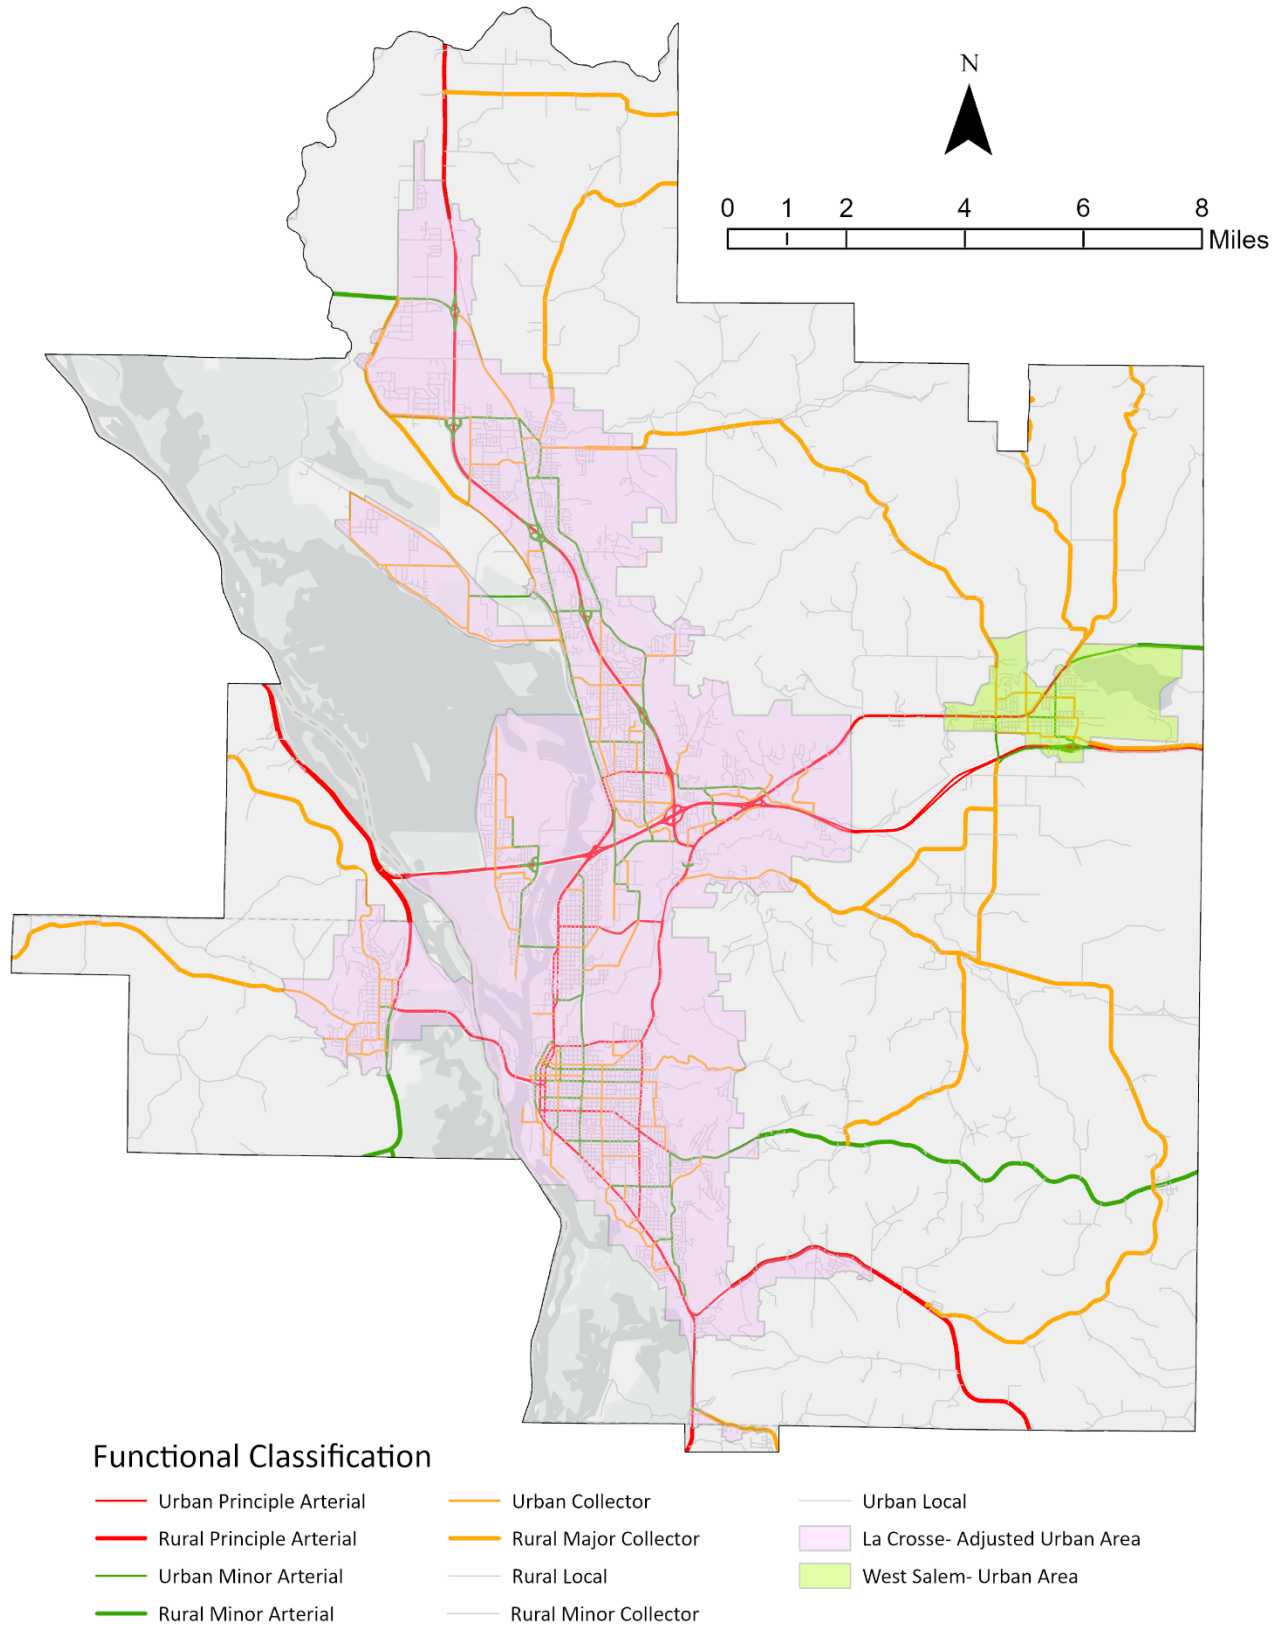 N
0 1 2 4 6 8
Miles
Functional Classification
Urban Principle Arterial
Rural Principle Arterial
Urban Minor Arterial
Rural Minor Arterial
Urban Collector
Rural Major Collector
Rural Local
Rural Minor Collector
Urban Local
La Crosse- Adjusted Urban Area
West Salem- Urban Area